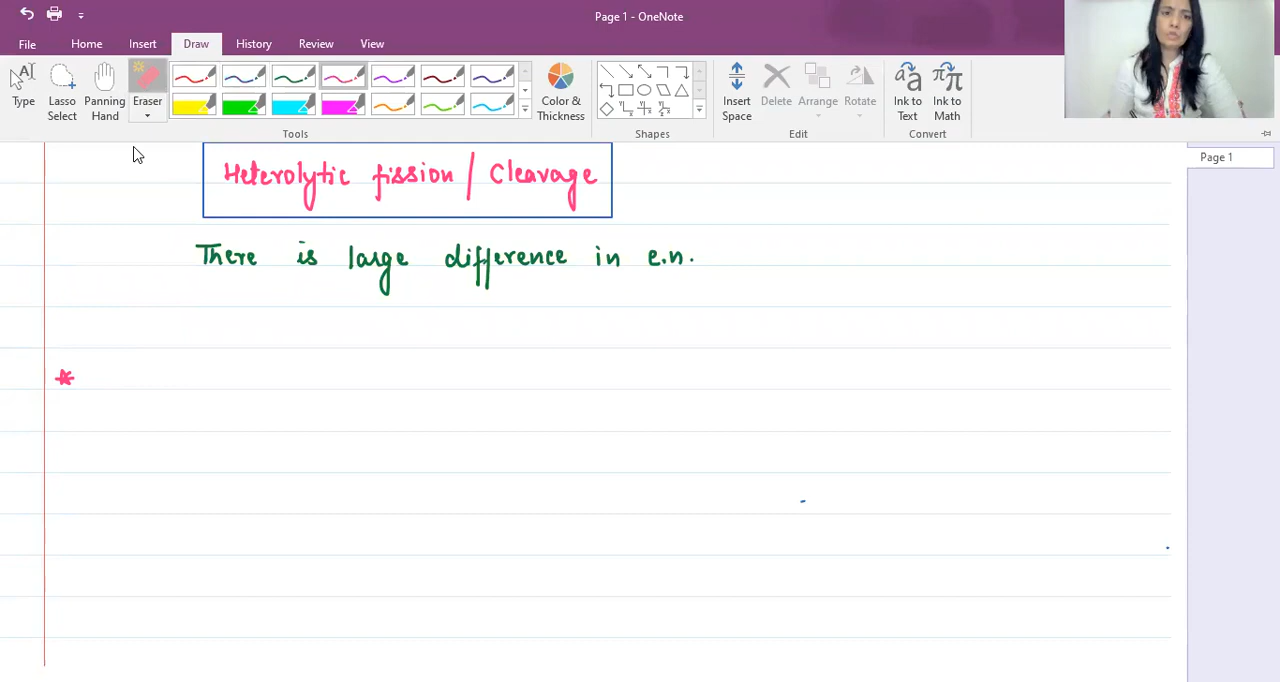 Page 1 - OneNote
File Home Insert Draw History Review View
Type Lasso Select Panning Hand Eraser Color & Thickness Insert Space Delete Arrange Rotate Ink to Text Ink to Math
Tools Shapes Edit Convert
Page 1
Heterolytic fission / Cleavage
There is large difference in e.n.
*